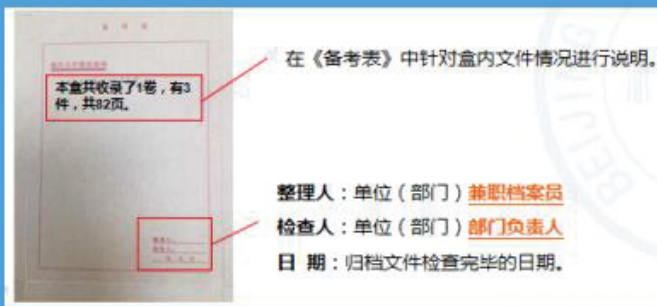 备考表
在《备考表》中针对盒内文件情况进行说明。
本盒共收录了1卷，有3
件，共82页。
整理人：单位（部门）兼职档案员
检查人：单位（部门）部门负责人
日 期：归档文件检查完毕的日期。